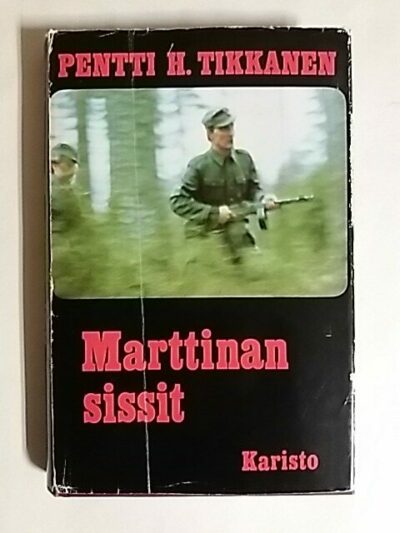 PENTTI H. TIKKANEN
Marttinan
sissit
Karisto